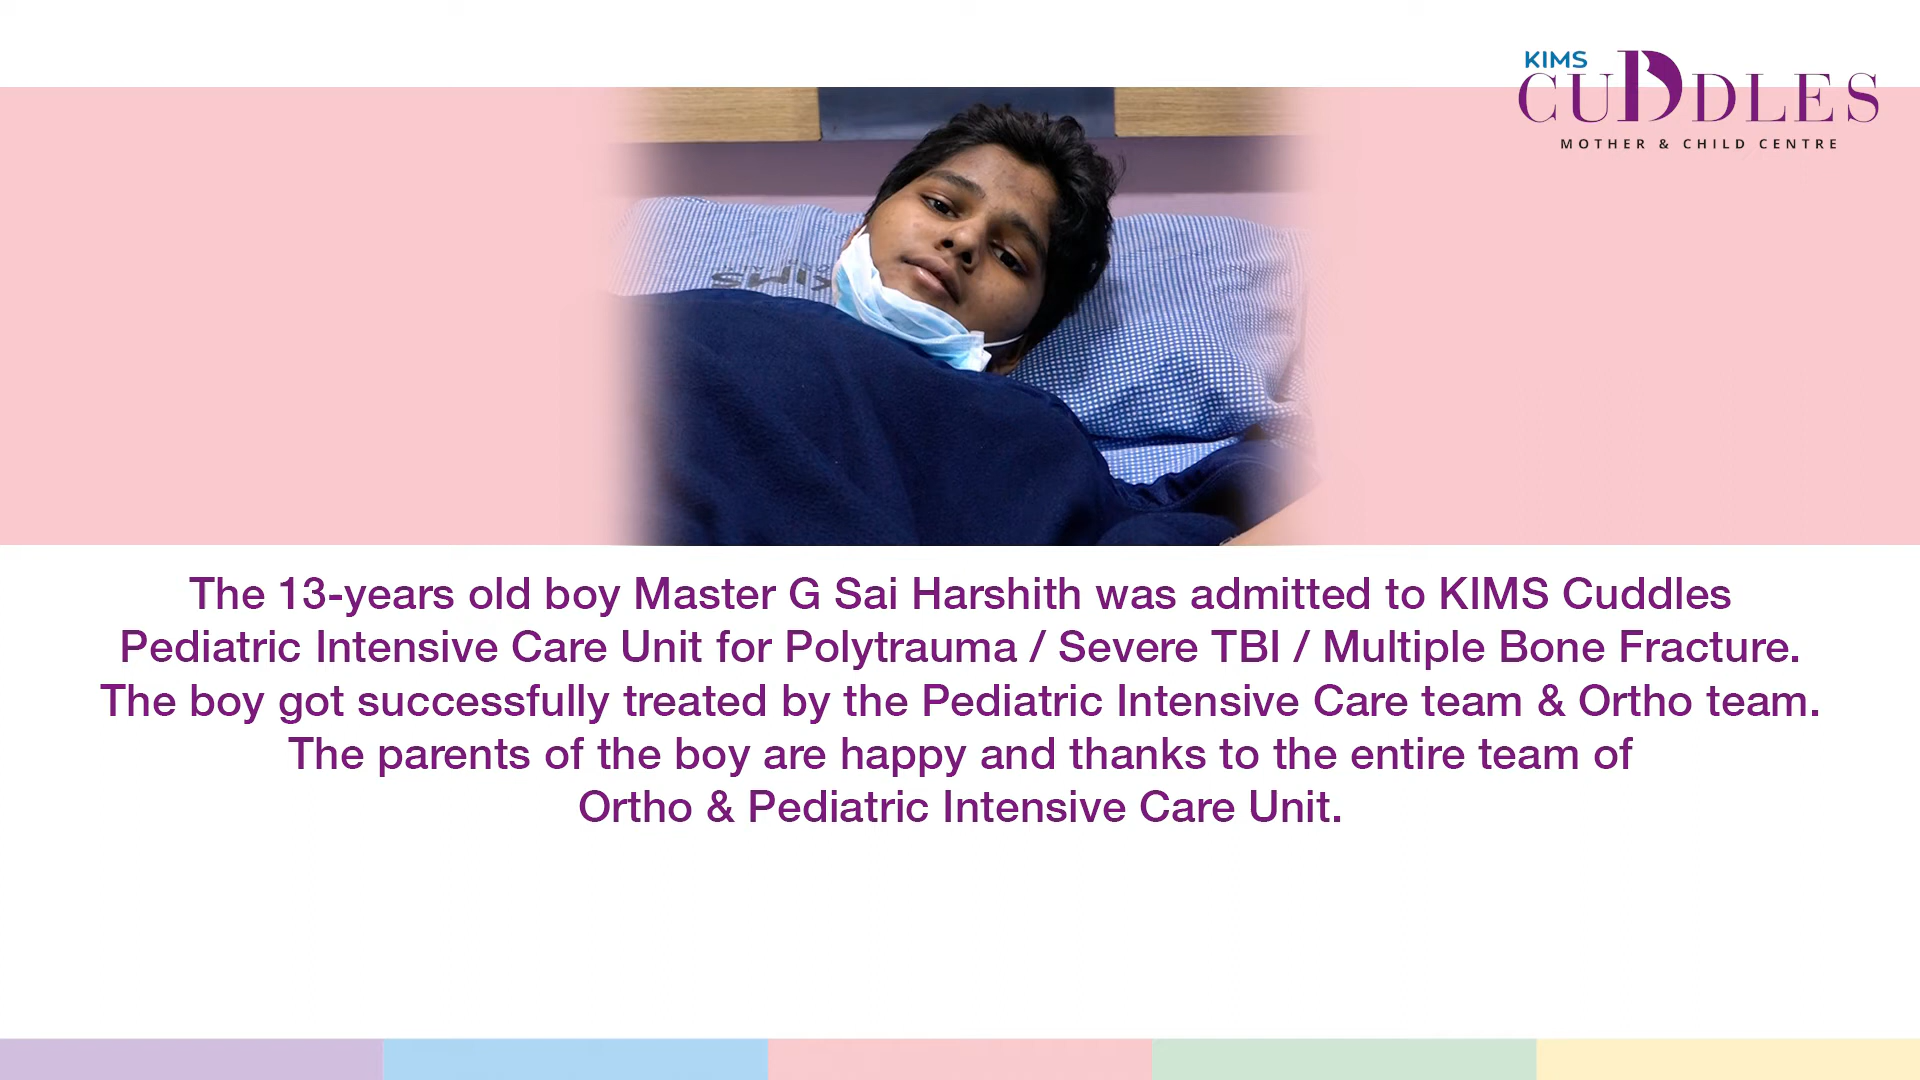 KIMS
CUDDLES
MOTHER & CHILD CENTRE
KIMS
The 13-years old boy Master G Sai Harshith was admitted to KIMS Cuddles
Pediatric Intensive Care Unit for Polytrauma / Severe TBI / Multiple Bone Fracture.
The boy got successfully treated by the Pediatric Intensive Care team & Ortho team.
The parents of the boy are happy and thanks to the entire team of
Ortho & Pediatric Intensive Care Unit.